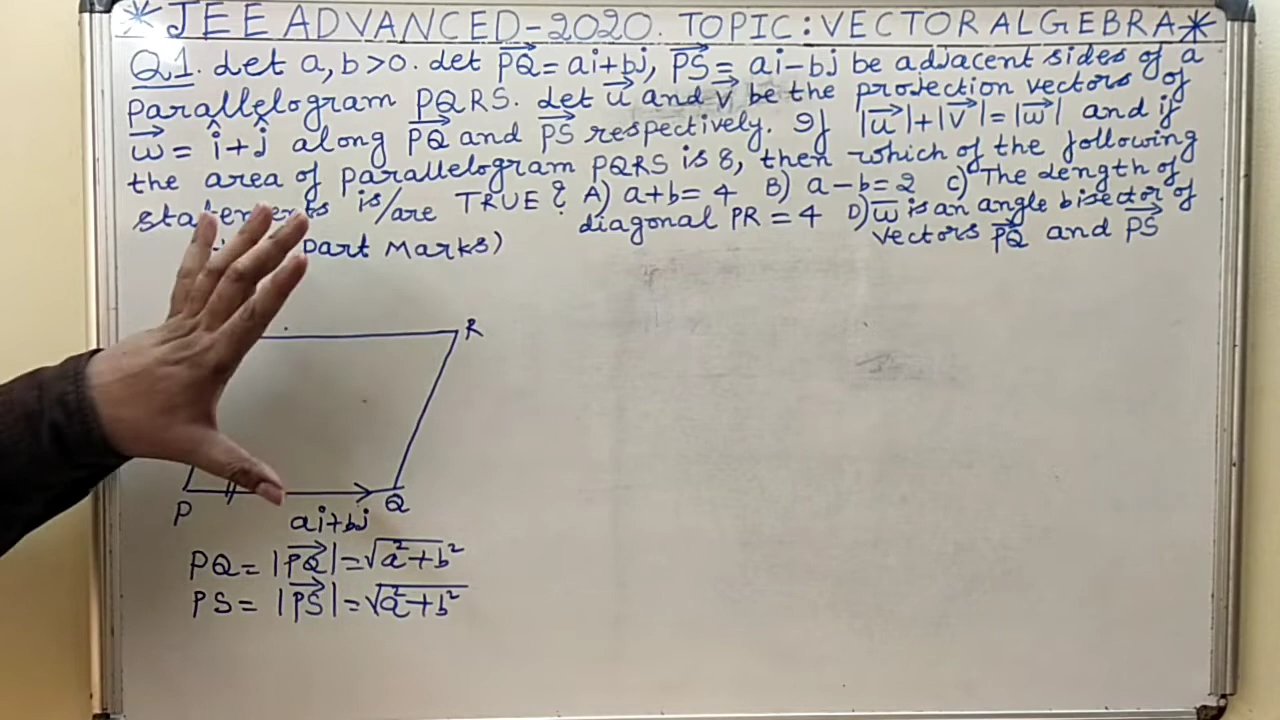 *JEE ADVANCED-2020. TOPIC: VECTOR ALGEBRA*
Q1. Let a, b>0. Let PQ⃗ = ai+bj, PS⃗ = ai-bj be adjacent sides of a
parallelogram PQRS. Let u⃗ and v⃗ be the projection vectors of
w⃗ = î+ĵ along PQ⃗ and PS⃗ respectively. If |u⃗|+|v⃗|=|w⃗| and if
the area of parallelogram PQRS is 8, then which of the following
statements is/are TRUE? A) a+b=4 B) a-b=2 C) The Length of
diagonal PR=4 D) w⃗ is an angle bisector of
vectors PQ⃗ and PS⃗
part Marks)
R
P
Q
ai+bj
PQ = |PQ⃗| = √a²+b²
PS = |PS⃗| = √a²+b²